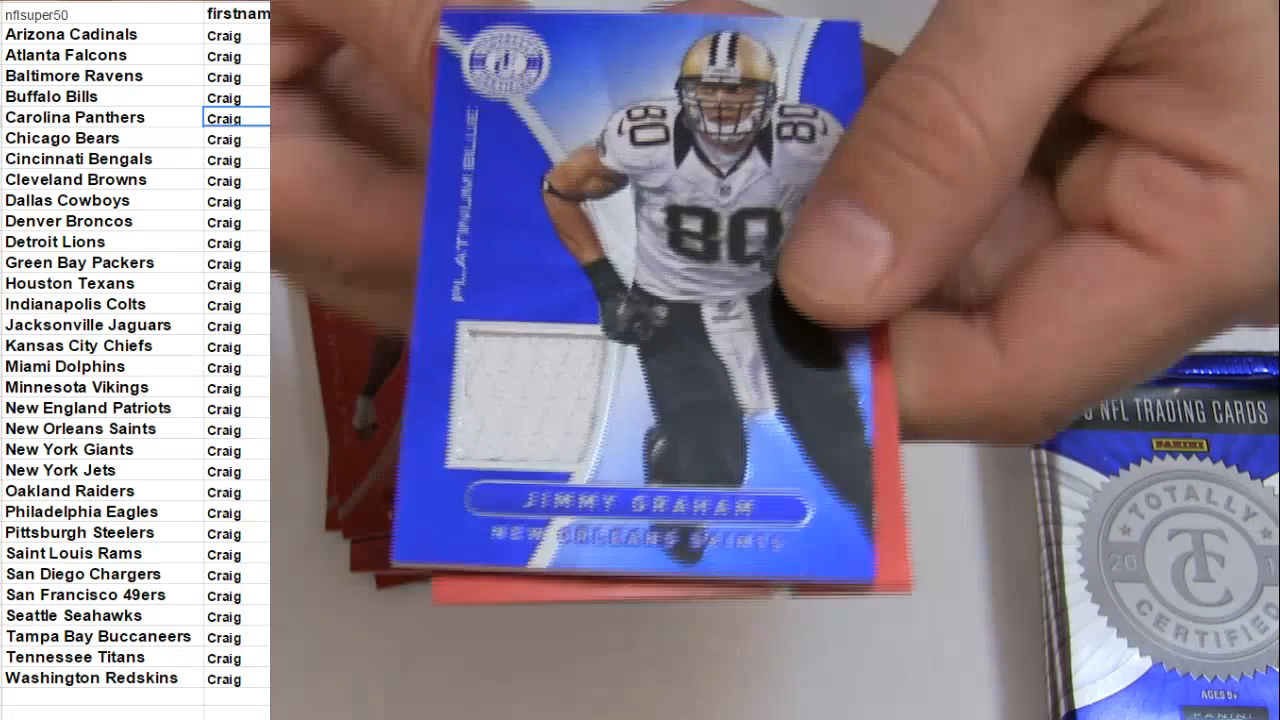 nflsuper50 firstnam
Arizona Cadinals Craig
Atlanta Falcons Craig
Baltimore Ravens Craig
Buffalo Bills Craig
Carolina Panthers Craig
Chicago Bears Craig
Cincinnati Bengals Craig
Cleveland Browns Craig
Dallas Cowboys Craig
Denver Broncos Craig
Detroit Lions Craig
Green Bay Packers Craig
Houston Texans Craig
Indianapolis Colts Craig
Jacksonville Jaguars Craig
Kansas City Chiefs Craig
Miami Dolphins Craig
Minnesota Vikings Craig
New England Patriots Craig
New Orleans Saints Craig
New York Giants Craig
New York Jets Craig
Oakland Raiders Craig
Philadelphia Eagles Craig
Pittsburgh Steelers Craig
Saint Louis Rams Craig
San Diego Chargers Craig
San Francisco 49ers Craig
Seattle Seahawks Craig
Tampa Bay Buccaneers Craig
Tennessee Titans Craig
Washington Redskins Craig
PLATINUM BLUE
80 80
80
JIMMY GRAHAM
NEW ORLEANS SAINTS
NFL TRADING CARDS
PANINI
TOTALLY
20 1
TC
CERTIFIED
AGES 9+
PANINI